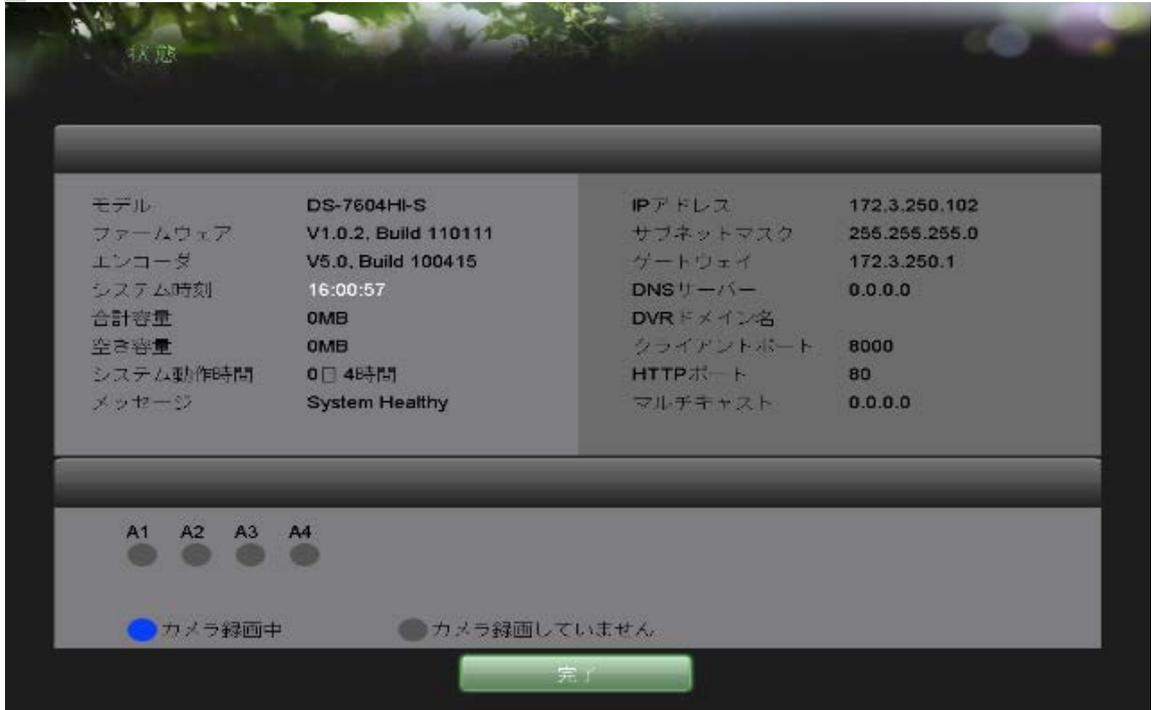 状態
モデル DS-7604HI-S
ファームウェア V1.0.2, Build 110111
エンコーダ V5.0, Build 100415
システム時刻 16:00:57
合計容量 0MB
空き容量 0MB
システム動作時間 0□ 4時間
メッセージ System Healthy
IPアドレス 172.3.250.102
サブネットマスク 255.255.255.0
ゲートウェイ 172.3.250.1
DNSサーバー 0.0.0.0
DVRドメイン名
クライアントポート 8000
HTTPポート 80
マルチキャスト 0.0.0.0
A1 A2 A3 A4
カメラ録画中 カメラ録画していません
完了